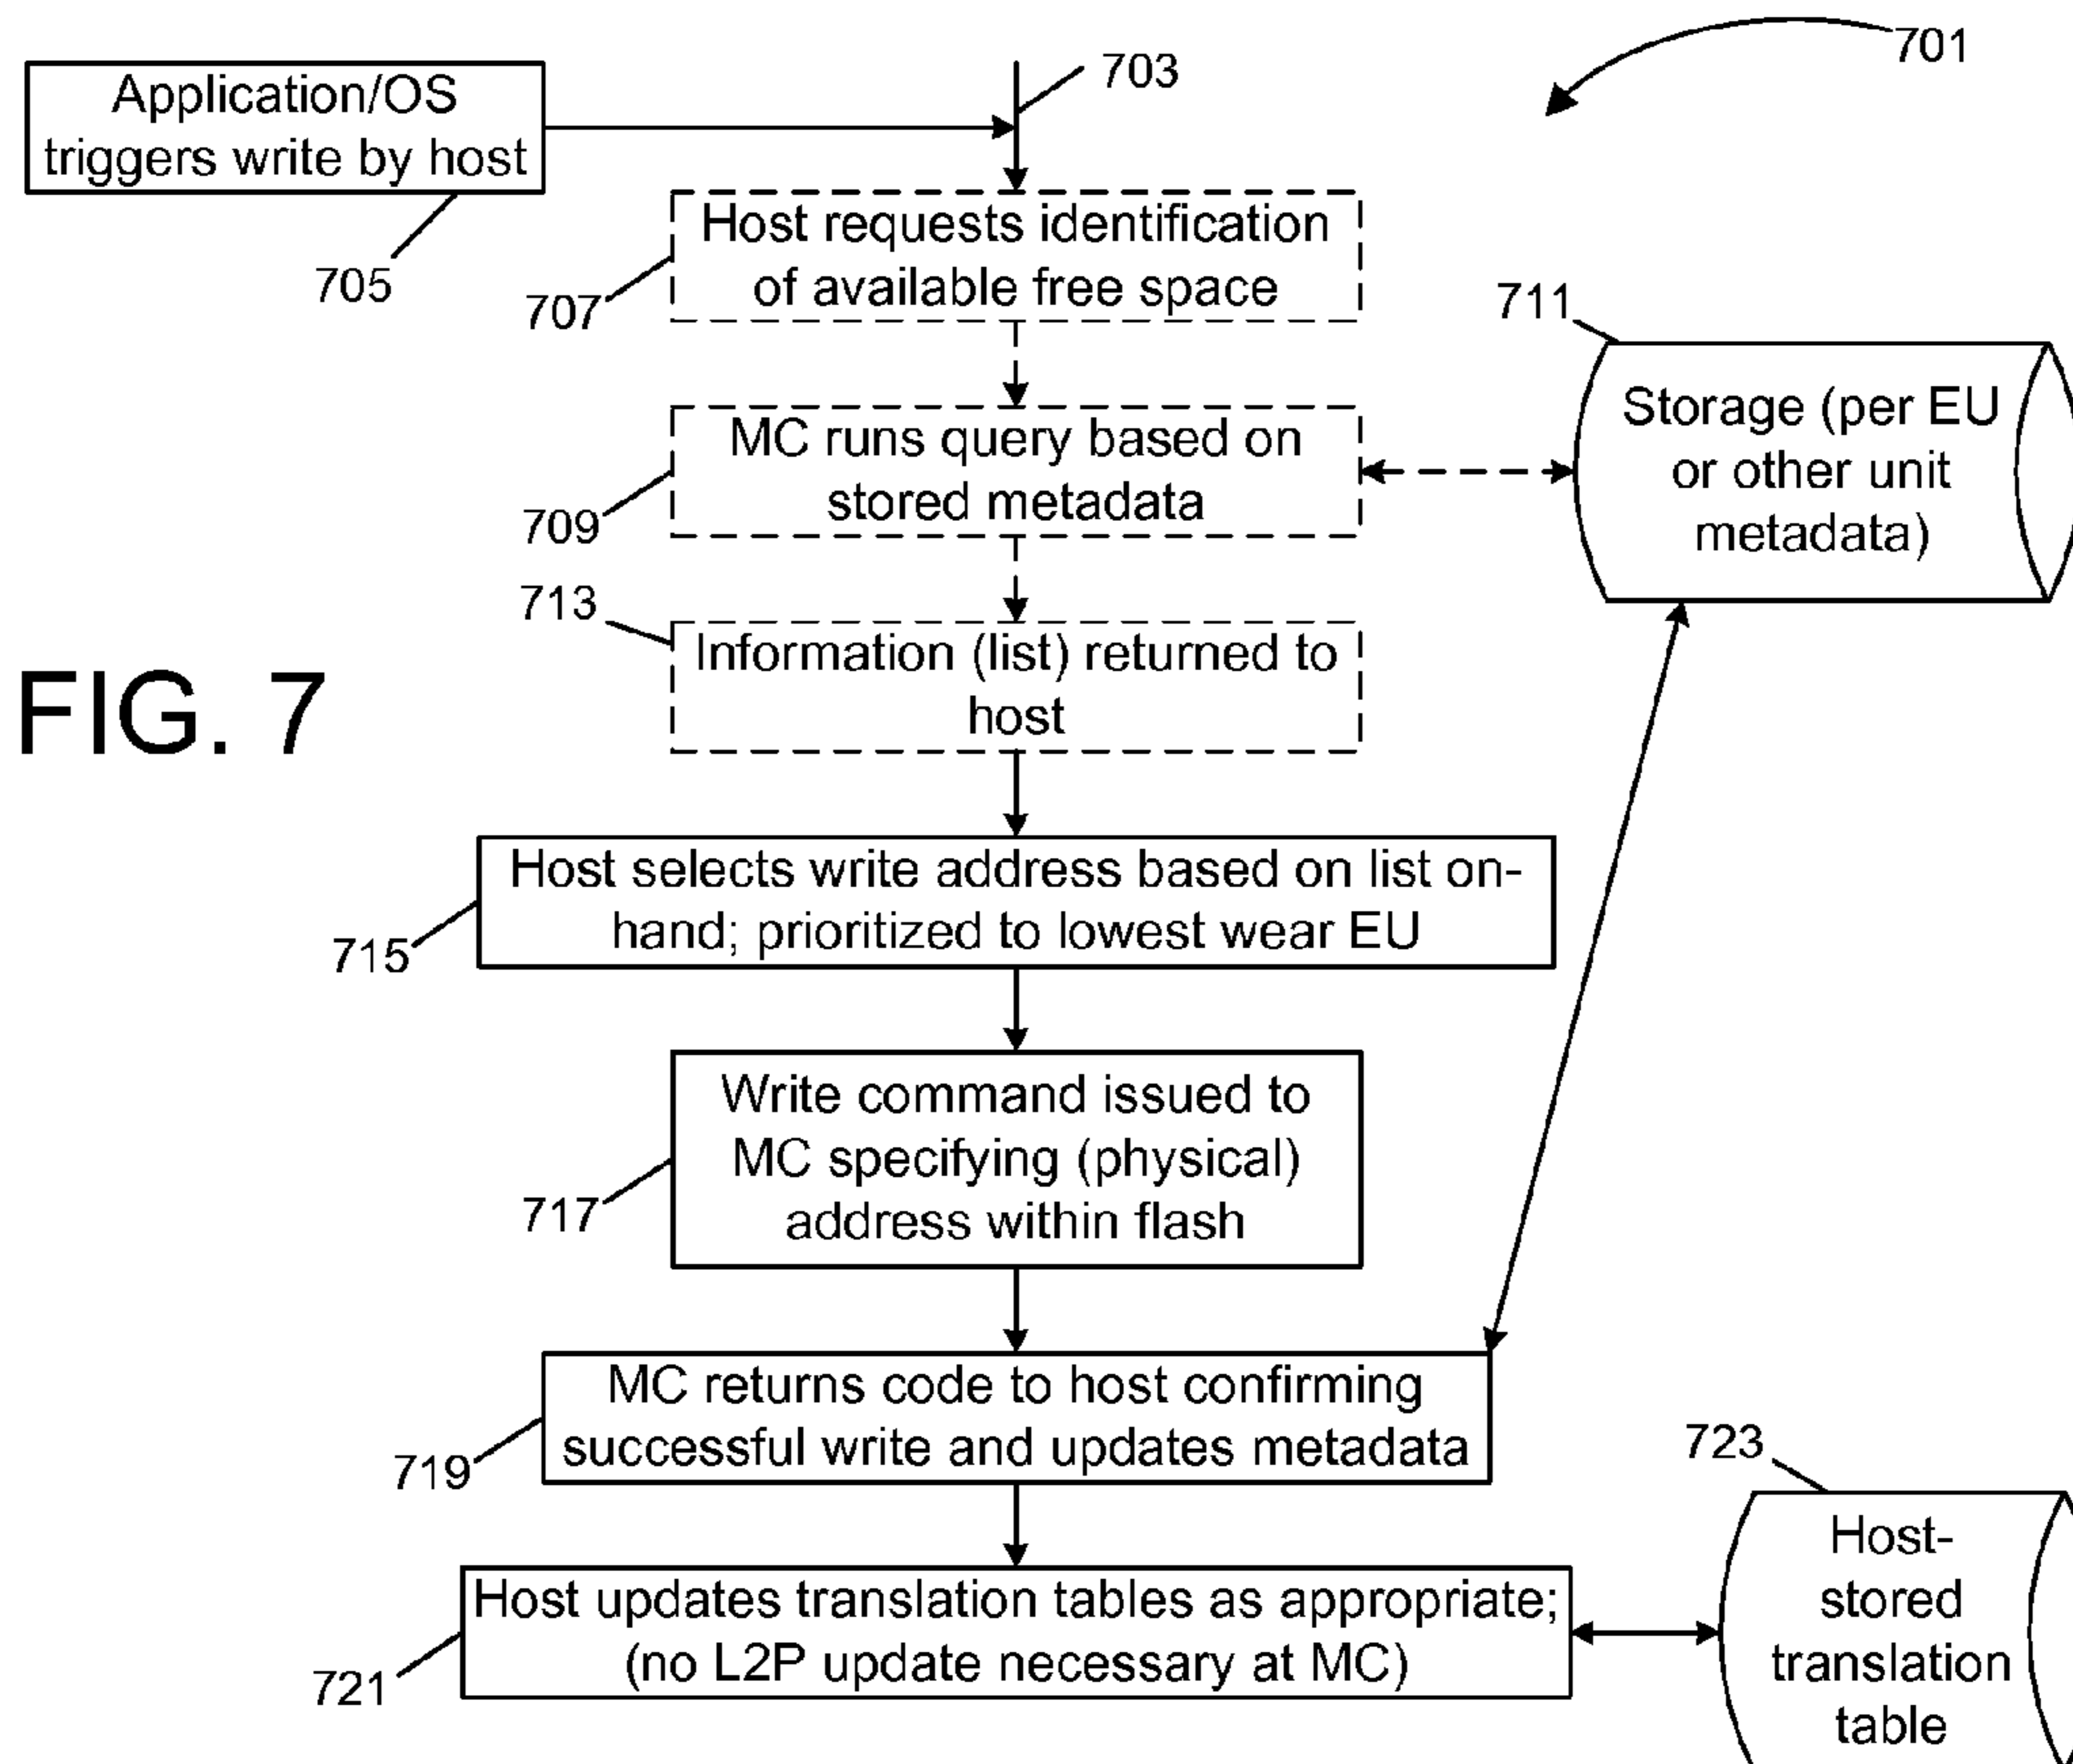 701
703
Application/OS
triggers write by host
705
Host requests identification
of available free space
707
711
Storage (per EU
or other unit
metadata)
MC runs query based on
stored metadata
709
713
Information (list) returned to
host
FIG. 7
Host selects write address based on list on-
hand; prioritized to lowest wear EU
715
Write command issued to
MC specifying (physical)
address within flash
717
MC returns code to host confirming
successful write and updates metadata
719
723
Host-
stored
translation
table
Host updates translation tables as appropriate;
(no L2P update necessary at MC)
721